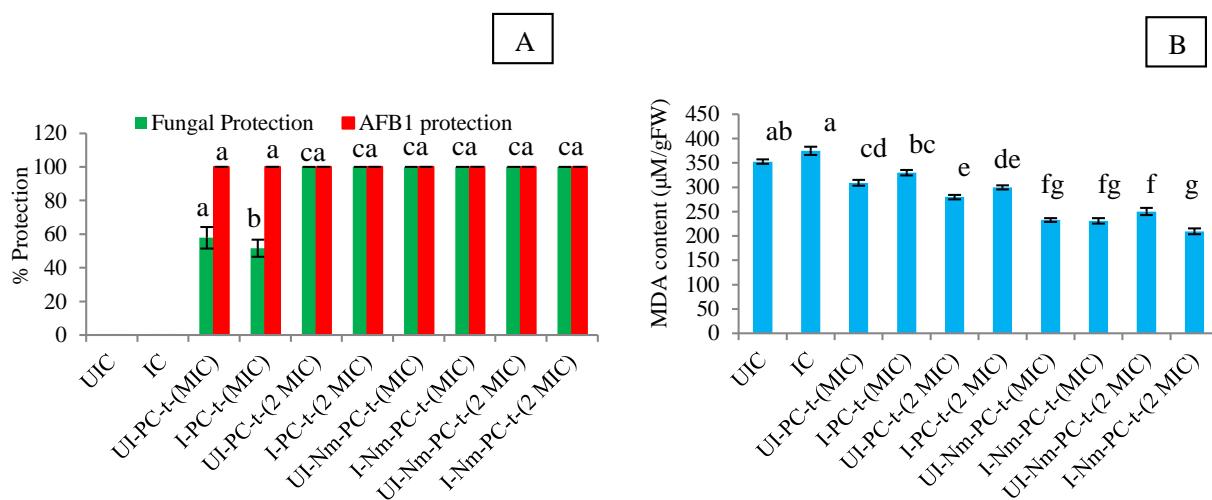 A
Fungal Protection AFB1 protection
% Protection
120
100
80
60
40
20
0
a
a
a
b
ca
ca
ca
ca
ca
ca
UIC
IC
UI-PC-t-(MIC)
I-PC-t-(MIC)
UI-PC-t-(2 MIC)
I-PC-t-(2 MIC)
UI-Nm-PC-t-(MIC)
I-Nm-PC-t-(MIC)
UI-Nm-PC-t-(2 MIC)
I-Nm-PC-t-(2 MIC)
B
MDA content (µM/gFW)
450
400
350
300
250
200
150
100
50
0
ab
a
cd
bc
e
de
fg
fg
f
g
UIC
IC
UI-PC-t-(MIC)
I-PC-t-(MIC)
UI-PC-t-(2 MIC)
I-PC-t-(2 MIC)
UI-Nm-PC-t-(MIC)
I-Nm-PC-t-(MIC)
UI-Nm-PC-t-(2 MIC)
I-Nm-PC-t-(2 MIC)